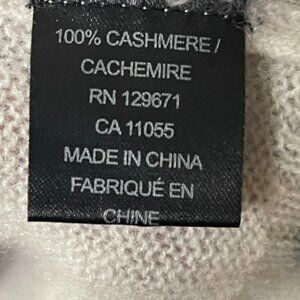 100% CASHMERE /
CACHEMIRE
RN 129671
CA 11055
MADE IN CHINA
FABRIQUÉ EN
CHINE